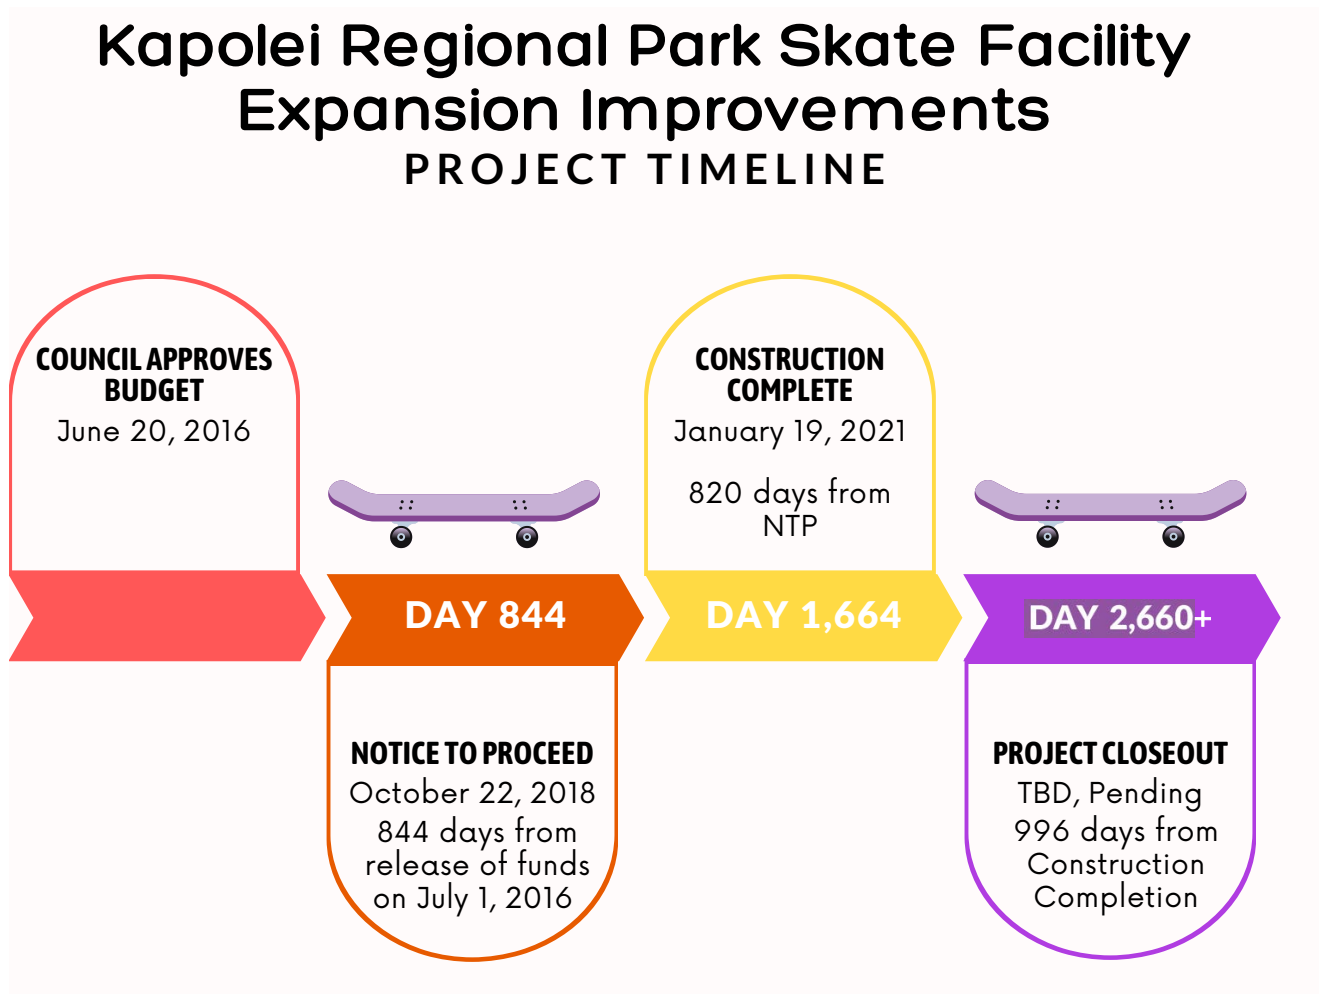 Kapolei Regional Park Skate Facility
Expansion Improvements
PROJECT TIMELINE
COUNCIL APPROVES
BUDGET
June 20, 2016
DAY 844
NOTICE TO PROCEED
October 22, 2018
844 days from
release of funds
on July 1, 2016
CONSTRUCTION
COMPLETE
January 19, 2021
820 days from
NTP
DAY 1,664
DAY 2,660+
PROJECT CLOSEOUT
TBD, Pending
996 days from
Construction
Completion